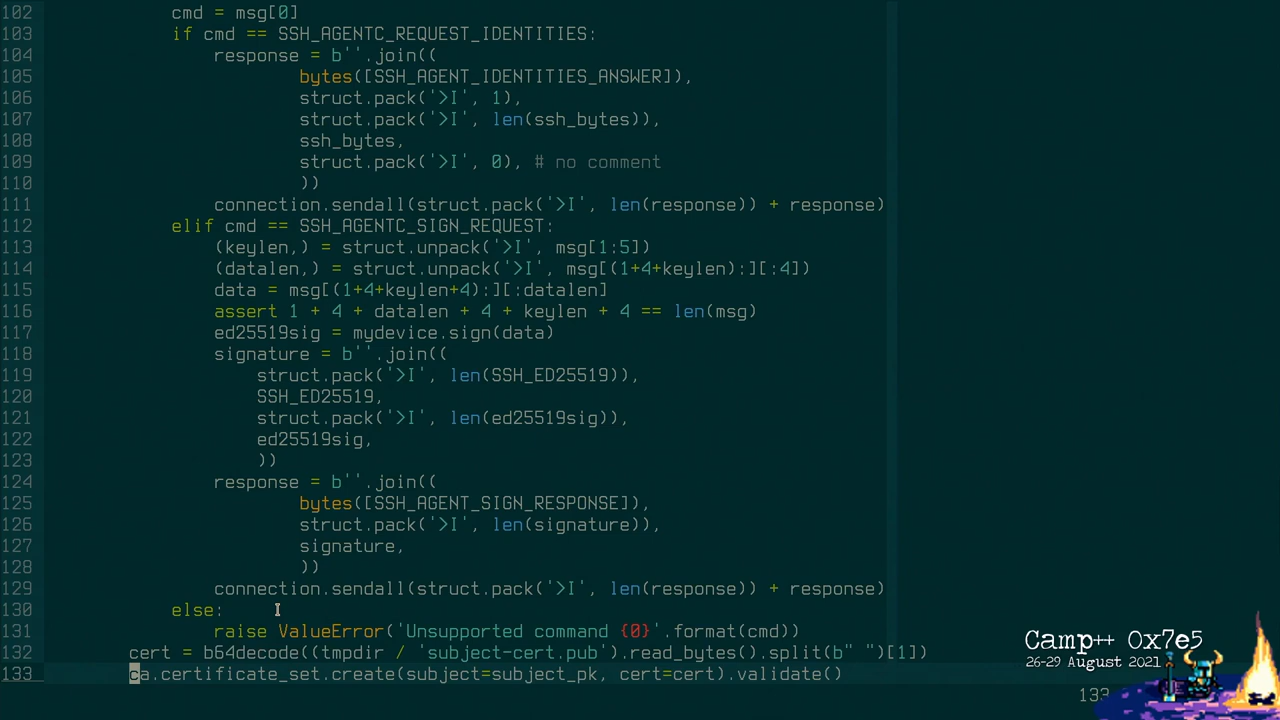 102             cmd = msg[0]
103             if cmd == SSH_AGENTC_REQUEST_IDENTITIES:
104                 response = b''.join((
105                         bytes([SSH_AGENT_IDENTITIES_ANSWER]),
106                         struct.pack('>I', 1),
107                         struct.pack('>I', len(ssh_bytes)),
108                         ssh_bytes,
109                         struct.pack('>I', 0), # no comment
110                         ))
111                 connection.sendall(struct.pack('>I', len(response)) + response)
112             elif cmd == SSH_AGENTC_SIGN_REQUEST:
113                 (keylen,) = struct.unpack('>I', msg[1:5])
114                 (datalen,) = struct.unpack('>I', msg[(1+4+keylen):][:4])
115                 data = msg[(1+4+keylen+4):][:datalen]
116                 assert 1 + 4 + datalen + 4 + keylen + 4 == len(msg)
117                 ed25519sig = mydevice.sign(data)
118                 signature = b''.join((
119                     struct.pack('>I', len(SSH_ED25519)),
120                     SSH_ED25519,
121                     struct.pack('>I', len(ed25519sig)),
122                     ed25519sig,
123                     ))
124                 response = b''.join((
125                         bytes([SSH_AGENT_SIGN_RESPONSE]),
126                         struct.pack('>I', len(signature)),
127                         signature,
128                         ))
129                 connection.sendall(struct.pack('>I', len(response)) + response)
130             else:
131                 raise ValueError('Unsupported command {0}'.format(cmd))
132         cert = b64decode((tmpdir / 'subject-cert.pub').read_bytes().split(b" ")[1])
133         ca.certificate_set.create(subject=subject_pk, cert=cert).validate()
Camp++ 0x7e5
26-29 August 2021